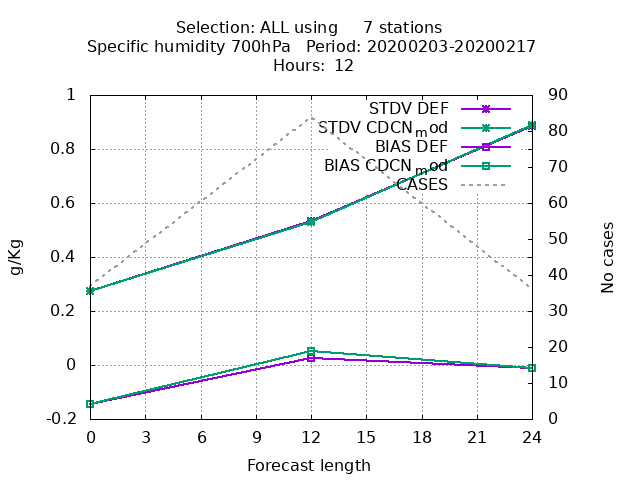 Selection: ALL using 7 stations
Specific humidity 700hPa Period: 20200203-20200217
Hours: 12
1
0.8
0.6
0.4
0.2
0
-0.2
g/Kg
STDV DEF
STDV CDCN_mod
BIAS DEF
BIAS CDCN_mod
CASES
90
80
70
60
50
40
30
20
10
0
No cases
0 3 6 9 12 15 18 21 24
Forecast length